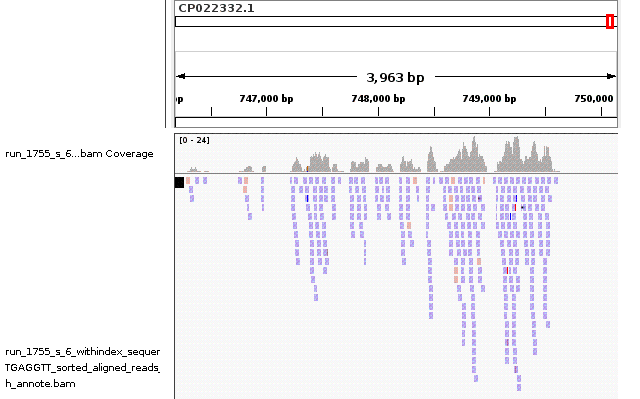 CP022332.1
3,963 bp
bp 747,000 bp 748,000 bp 749,000 bp 750,000
run_1755_s_6...bam Coverage
[0 - 24]
run_1755_s_6_withindex_sequer
TGAGGTT_sorted_aligned_reads_
h_annote.bam